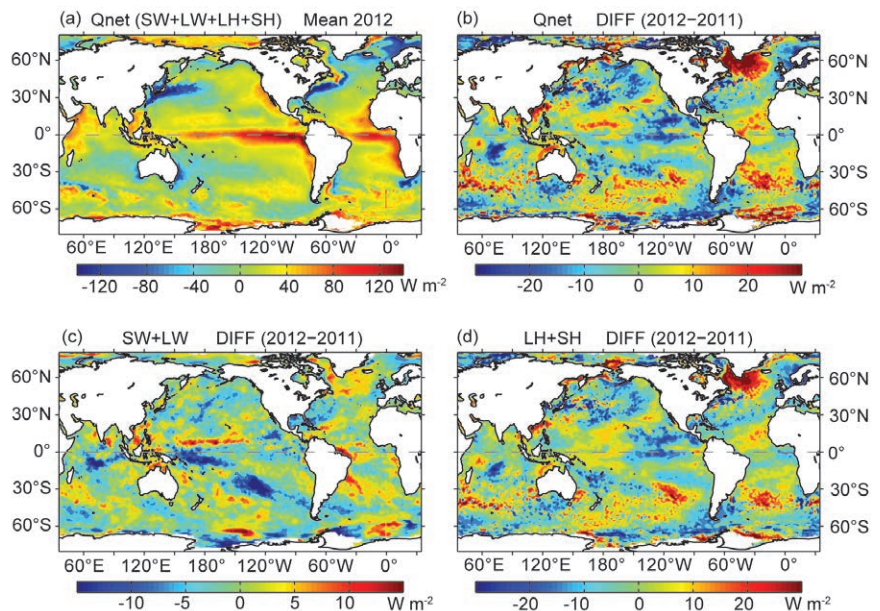 (a) Qnet (SW+LW+LH+SH) Mean 2012
60°N
30°N
0°
30°S
60°S
60°E 120°E 180° 120°W 60°W 0°
-120 -80 -40 0 40 80 120 W m-2
(b) Qnet DIFF (2012−2011)
60°N
30°N
0°
30°S
60°S
60°E 120°E 180° 120°W 60°W 0°
-20 -10 0 10 20 W m-2
(c) SW+LW DIFF (2012−2011)
60°N
30°N
0°
30°S
60°S
60°E 120°E 180° 120°W 60°W 0°
-10 -5 0 5 10 W m-2
(d) LH+SH DIFF (2012−2011)
60°N
30°N
0°
30°S
60°S
60°E 120°E 180° 120°W 60°W 0°
-20 -10 0 10 20 W m-2